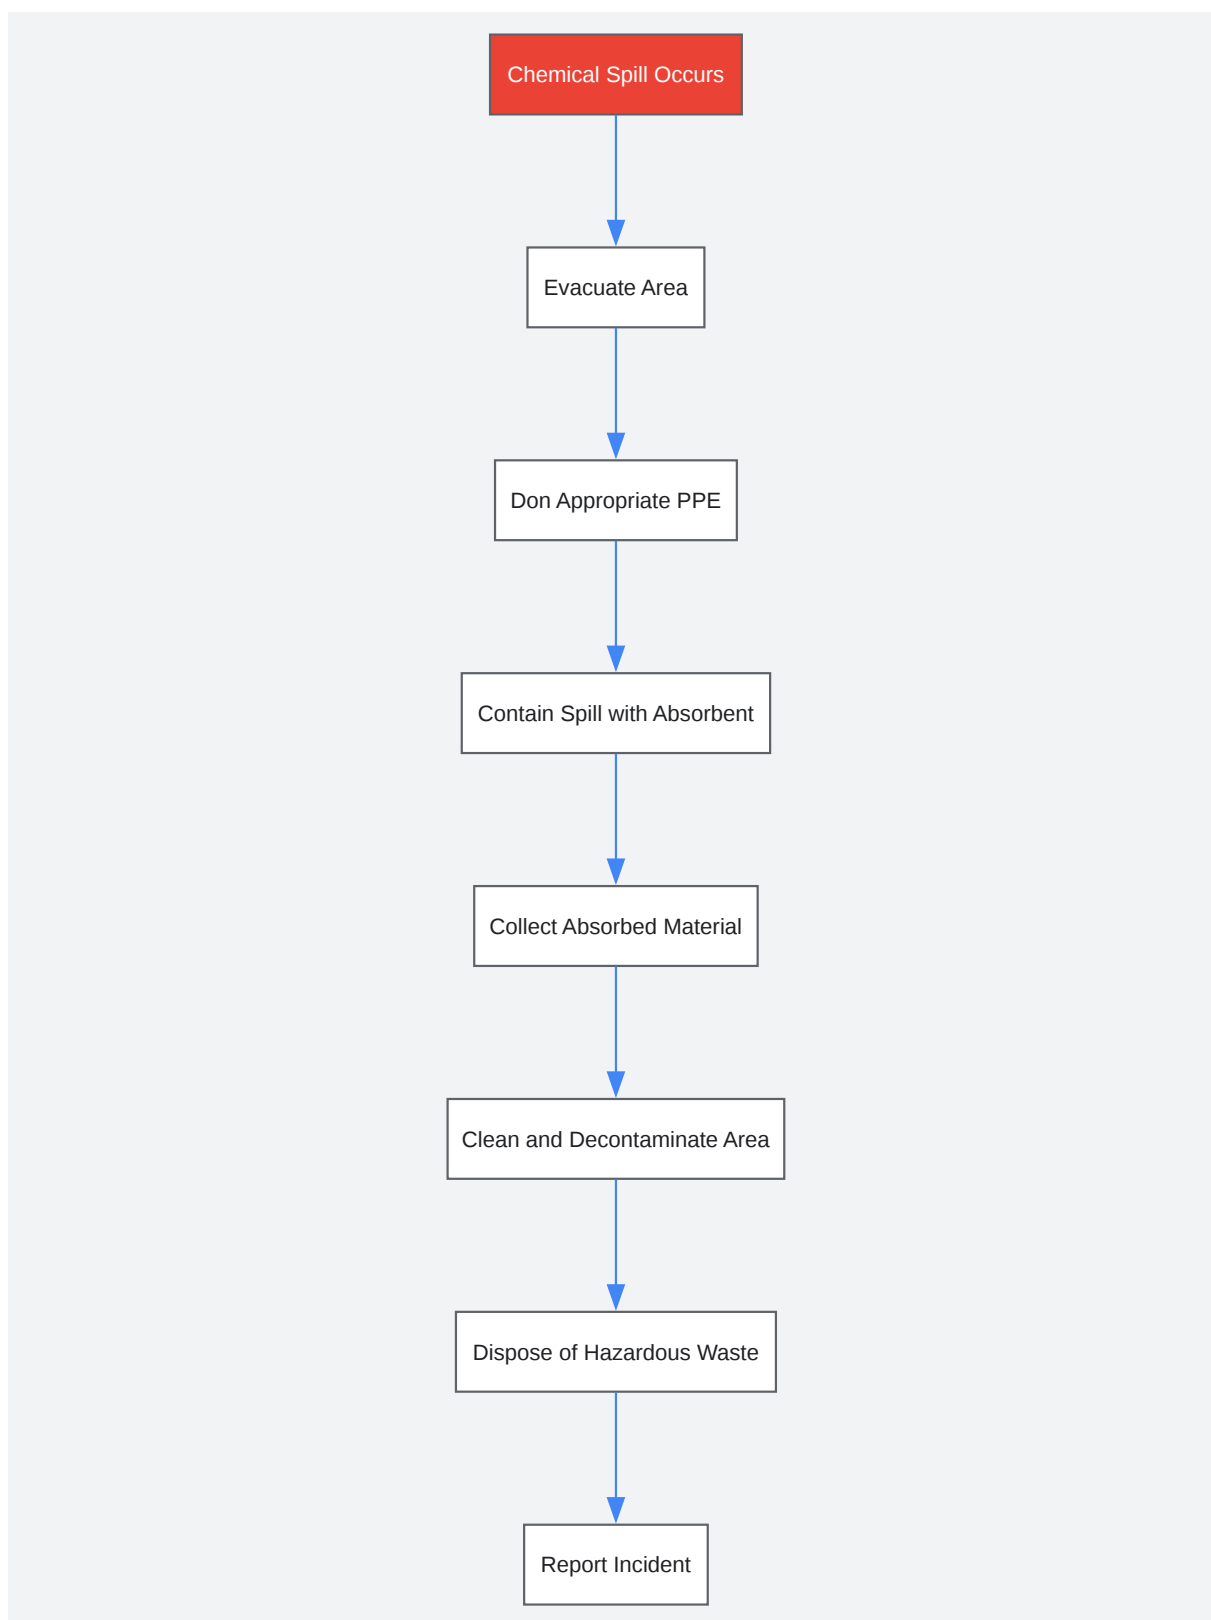 Chemical Spill Occurs
Evacuate Area
Don Appropriate PPE
Contain Spill with Absorbent
Collect Absorbed Material
Clean and Decontaminate Area
Dispose of Hazardous Waste
Report Incident